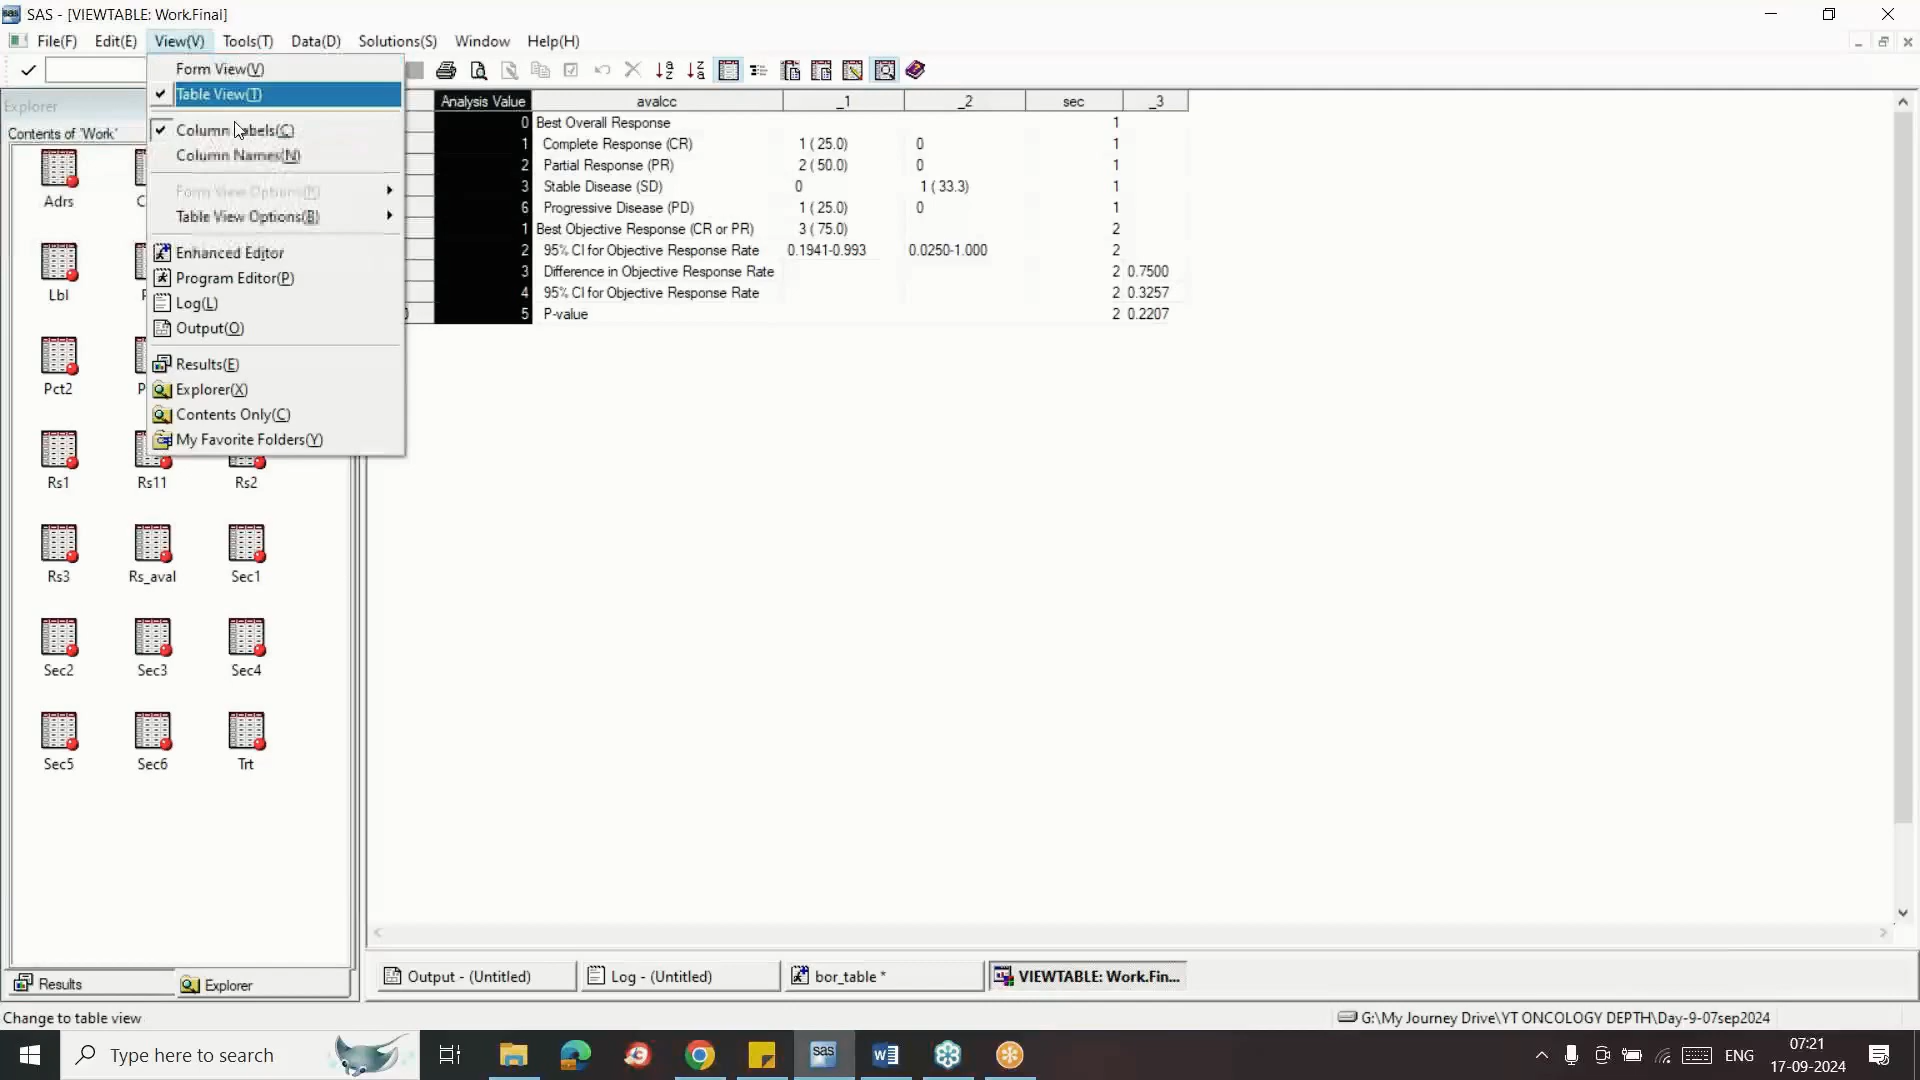 SAS - [VIEWTABLE: Work.Final]
File(F) Edit(E) View(V) Tools(T) Data(D) Solutions(S) Window Help(H)
Form View(V)
Table View(T)
Column Labels(C)
Column Names(N)
Form View Options(R)
Table View Options(B)
Enhanced Editor
Program Editor(P)
Log(L)
Output(O)
Results(E)
Explorer(X)
Contents Only(C)
My Favorite Folders(Y)
Explorer
Contents of 'Work'
Adrs
Lbl
Pct2
Rs1 Rs11 Rs2
Rs3 Rs_aval Sec1
Sec2 Sec3 Sec4
Sec5 Sec6 Trt
Analysis Value avalcc _1 _2 sec _3
0 Best Overall Response 1
1 Complete Response (CR) 1 ( 25.0) 0 1
2 Partial Response (PR) 2 ( 50.0) 0 1
3 Stable Disease (SD) 0 1 ( 33.3) 1
6 Progressive Disease (PD) 1 ( 25.0) 0 1
1 Best Objective Response (CR or PR) 3 ( 75.0) 2
2 95% CI for Objective Response Rate 0.1941-0.993 0.0250-1.000 2
3 Difference in Objective Response Rate 2 0.7500
4 95% CI for Objective Response Rate 2 0.3257
5 P-value 2 0.2207
Results Explorer
Output - (Untitled) Log - (Untitled) bor_table * VIEWTABLE: Work.Fin...
Change to table view G:\My Journey Drive\YT ONCOLOGY DEPTH\Day-9-07sep2024
Type here to search
sas
ENG
07:21
17-09-2024